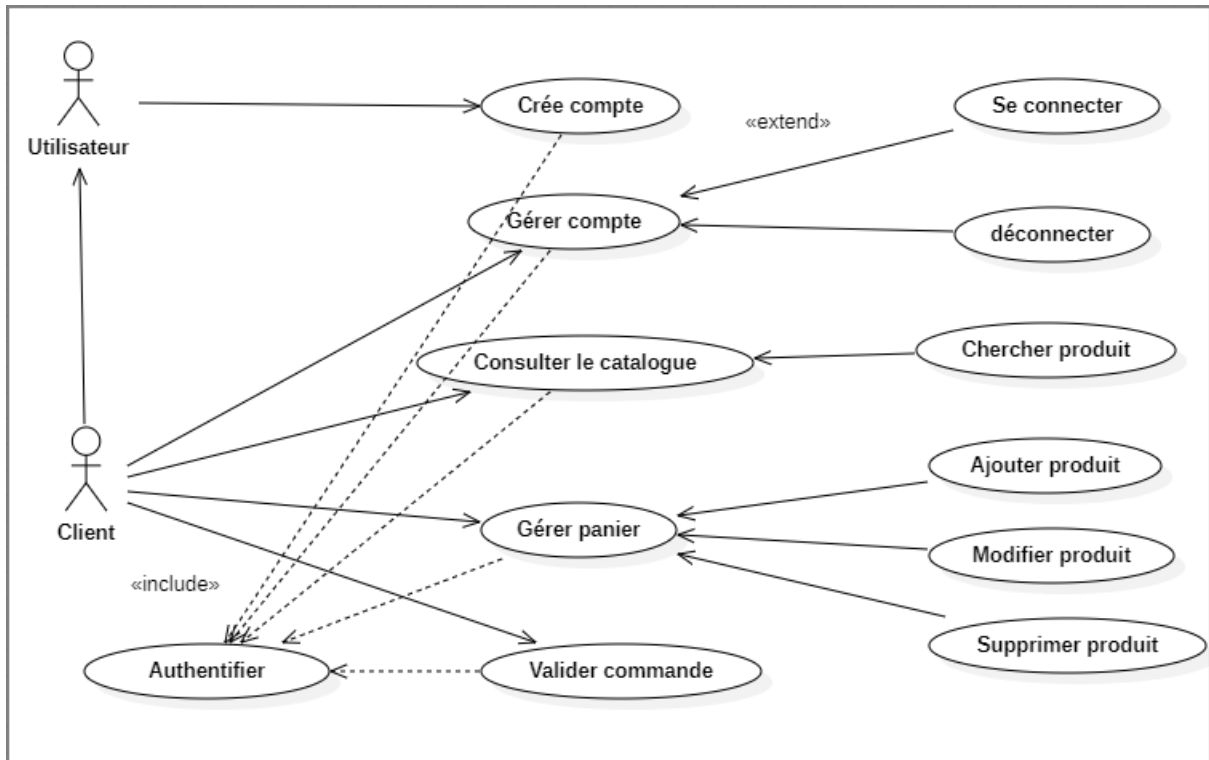 Crée compte
Se connecter
«extend»
Utilisateur
Gérer compte
déconnecter
Consulter le catalogue
Chercher produit
Ajouter produit
Client
Gérer panier
Modifier produit
«include»
Supprimer produit
Authentifier
Valider commande